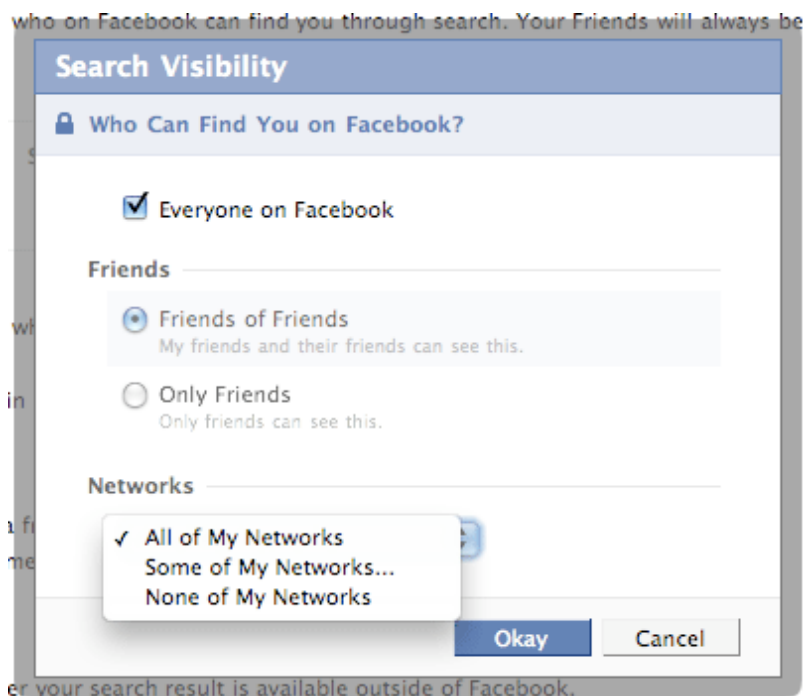 who on Facebook can find you through search. Your Friends will always be
Search Visibility
Who Can Find You on Facebook?
Everyone on Facebook
Friends
Friends of Friends
My friends and their friends can see this.
Only Friends
in
Only friends can see this.
Networks
All of My Networks
Some of My Networks...
None of My Networks
Okay Cancel
your search result is available outside of Facebook.